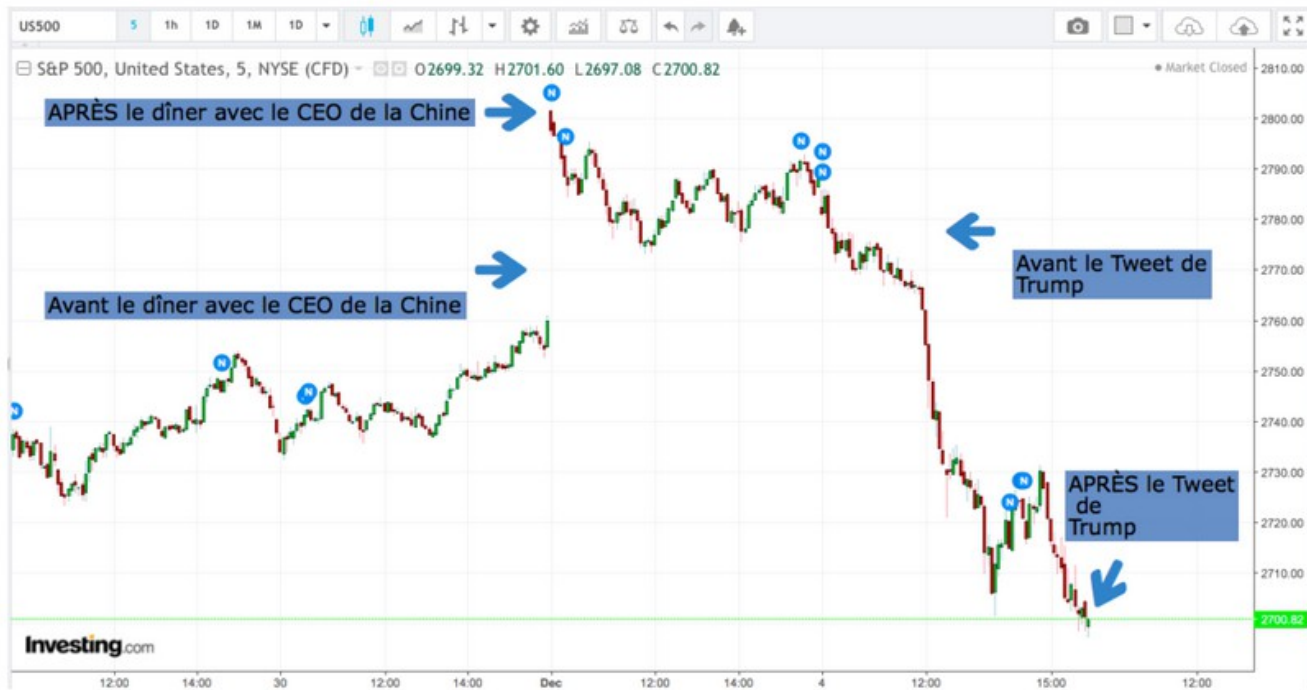 US500 5 1h 1D 1M 1D
S&P 500, United States, 5, NYSE (CFD) O2699.32 H2701.60 L2697.08 C2700.82
Market Closed
2810.00
APRÈS le dîner avec le CEO de la Chine
N
N
2800.00
N
N
N
2790.00
2780.00
Avant le Tweet de
Trump
2770.00
Avant le dîner avec le CEO de la Chine
2760.00
N
N
N
2750.00
2740.00
2730.00
N
N
APRÈS le Tweet
de
Trump
2720.00
2710.00
2700.82
Investing.com
12:00 14:00 30 12:00 14:00 Dec 12:00 14:00 4 12:00 15:00 12:00